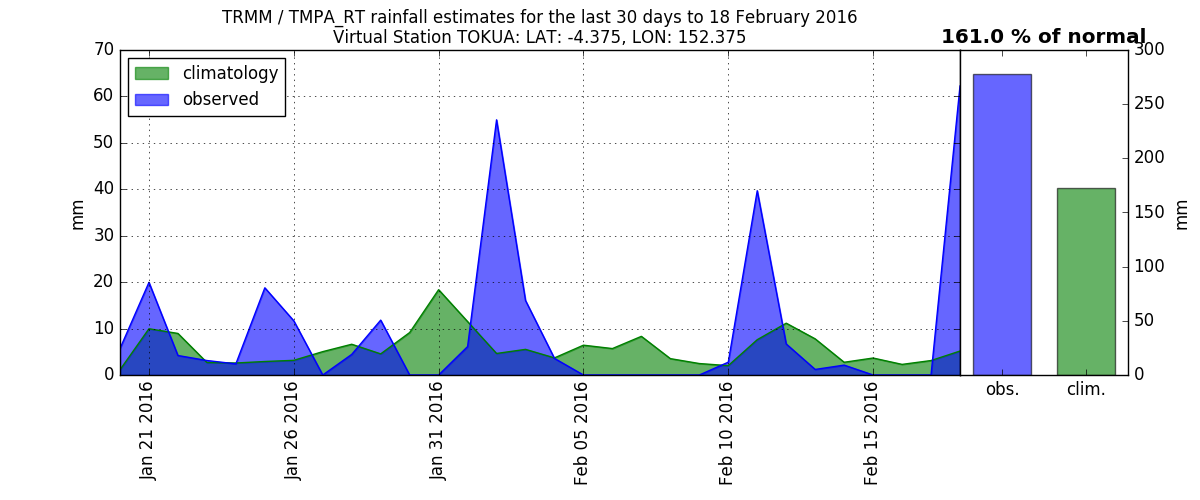 TRMM / TMPA_RT rainfall estimates for the last 30 days to 18 February 2016
Virtual Station TOKUA: LAT: -4.375, LON: 152.375
161.0 % of normal
climatology
observed
70
60
50
40
30
20
10
0
mm
Jan 21 2016
Jan 26 2016
Jan 31 2016
Feb 05 2016
Feb 10 2016
Feb 15 2016
obs.
clim.
300
250
200
150
100
50
0
mm